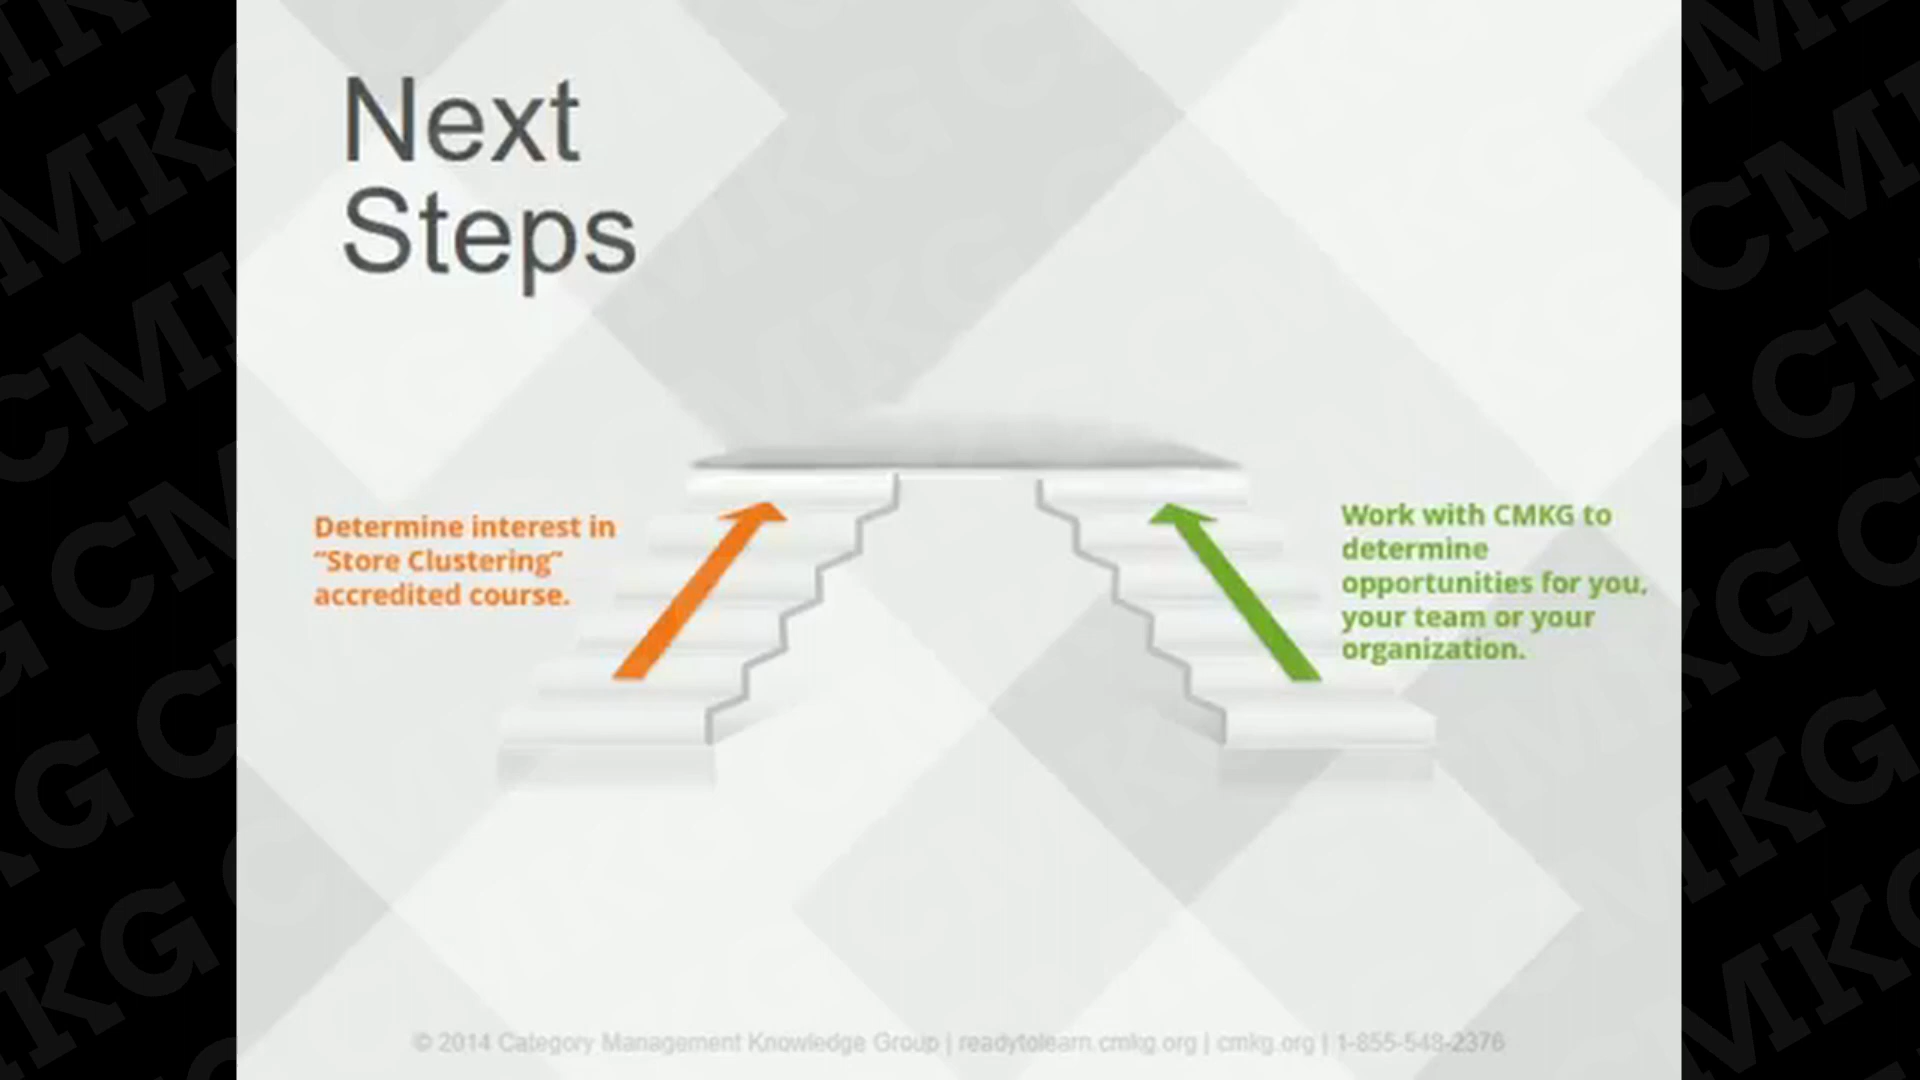 Next
Steps
Determine interest in
“Store Clustering”
accredited course.
Work with CMKG to
determine
opportunities for you,
your team or your
organization.
© 2014 Category Management Knowledge Group | readytolearn.cmkg.org | cmkg.org | 1-855-548-2376